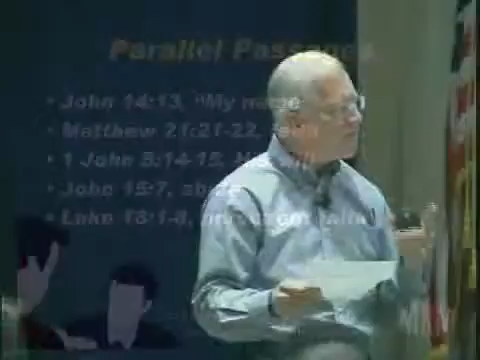 Parallel Passages
• John 14:13, "My name
• Matthew 21:21-22,
• 1 John 5:14-15,
• John 15:7,
• Luke 18:1-8,